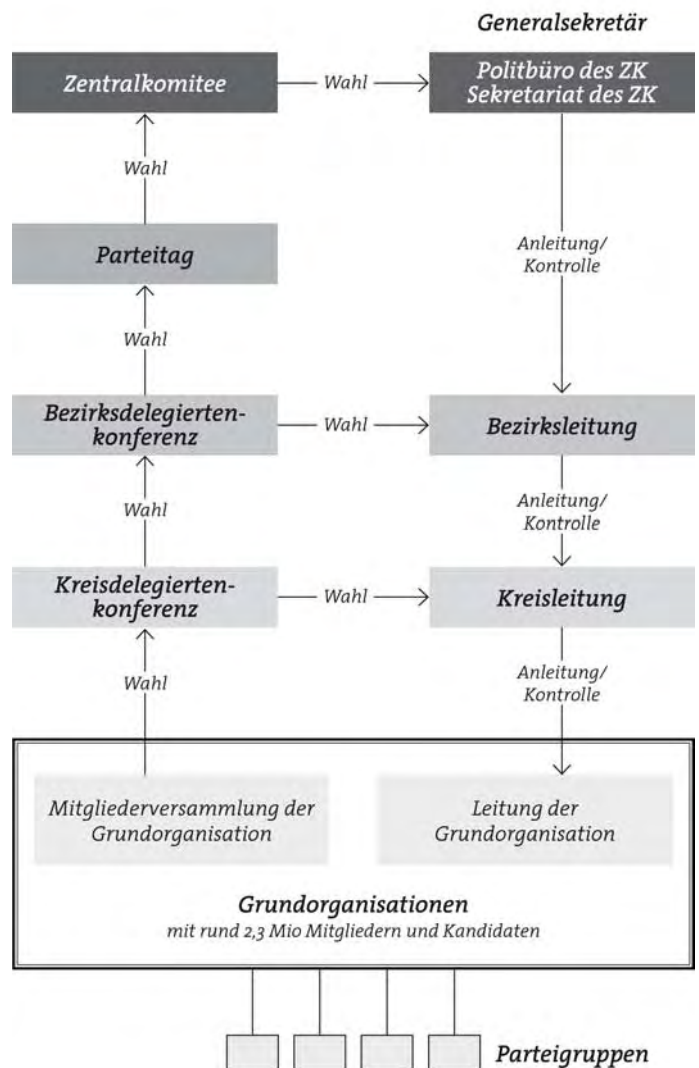 Generalsekretär
Zentralkomitee
Wahl
Politbüro des ZK
Sekretariat des ZK
Wahl
Anleitung/
Kontrolle
Parteitag
Wahl
Bezirksdelegierten-
konferenz
Wahl
Bezirksleitung
Wahl
Anleitung/
Kontrolle
Kreisdelegierten-
konferenz
Wahl
Kreisleitung
Wahl
Anleitung/
Kontrolle
Mitgliederversammlung der
Grundorganisation
Leitung der
Grundorganisation
Grundorganisationen
mit rund 2,3 Mio Mitgliedern und Kandidaten
Parteigruppen